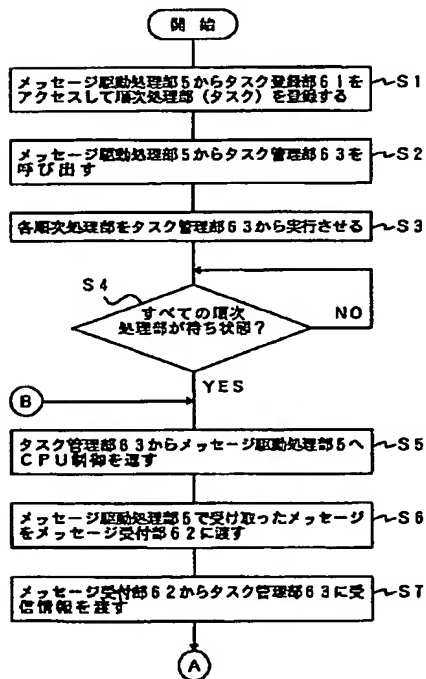 開 始
メッセージ駆動処理部5からタスク登録部61を
アクセスして順次処理部（タスク）を登録する
S1
メッセージ駆動処理部5からタスク管理部63を
呼び出す
S2
各順次処理部をタスク管理部63から実行させる
S3
S4
すべての順次
処理部が待ち状態？
NO
YES
B
タスク管理部63からメッセージ駆動処理部5へ
CPU制御を返す
S5
メッセージ駆動処理部5で受け取ったメッセージ
をメッセージ受付部62に渡す
S6
メッセージ受付部62からタスク管理部63に受
信情報を渡す
S7
A